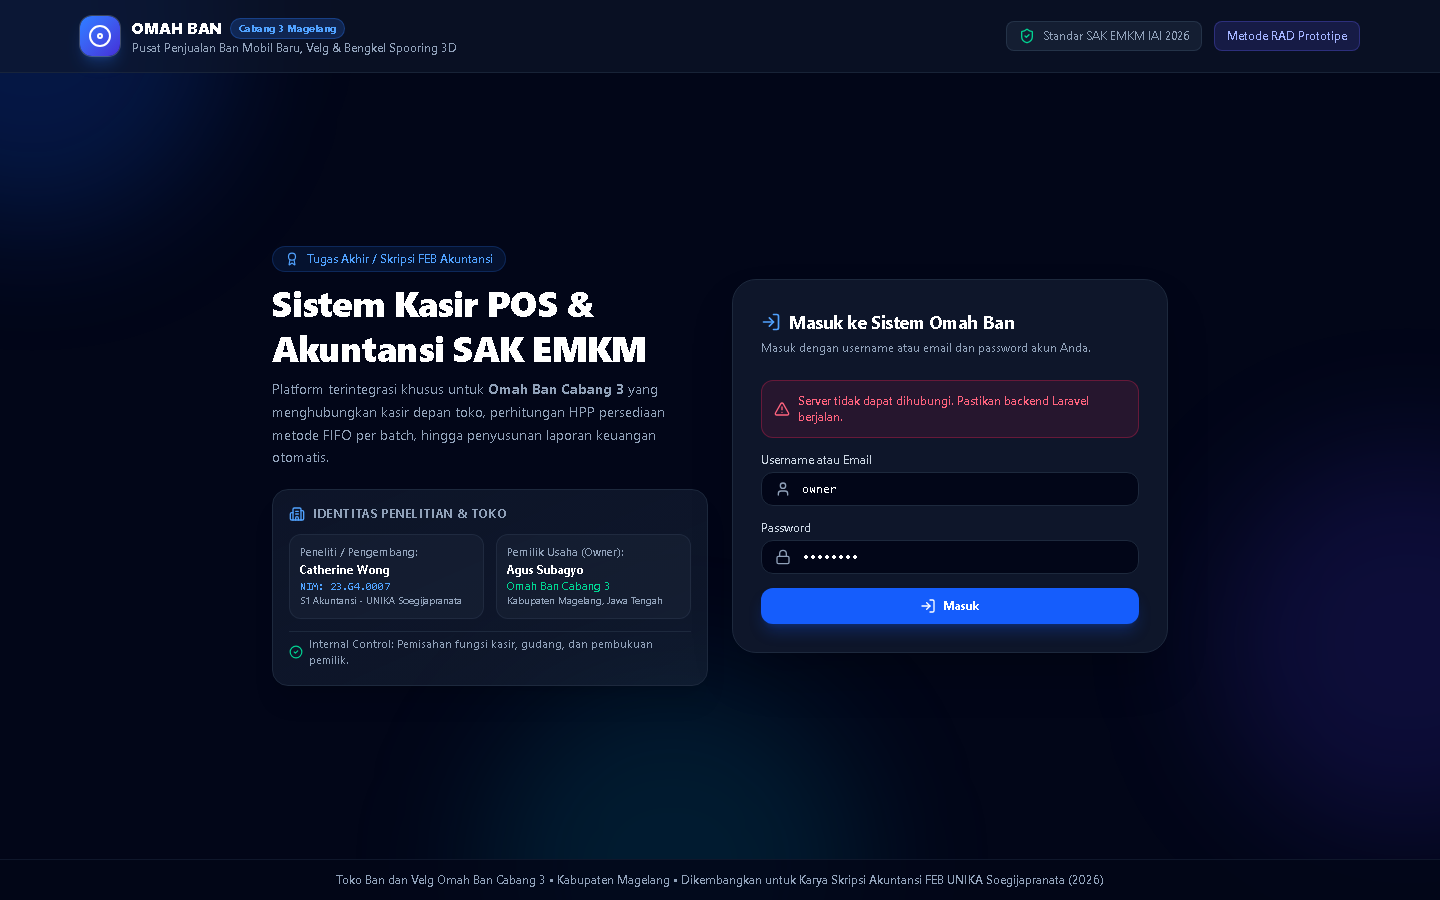 OMAH BAN
Cabang 3 Magelang
Pusat Penjualan Ban Mobil Baru, Velg & Bengkel Spooring 3D
Standar SAK EMKM IAI 2026
Metode RAD Prototipe
Tugas Akhir / Skripsi FEB Akuntansi
Sistem Kasir POS &
Akuntansi SAK EMKM
Platform terintegrasi khusus untuk Omah Ban Cabang 3 yang
menghubungkan kasir depan toko, perhitungan HPP persediaan
metode FIFO per batch, hingga penyusunan laporan keuangan
otomatis.
IDENTITAS PENELITIAN & TOKO
Peneliti / Pengembang:
Catherine Wong
NIM: 23.G4.0007
S1 Akuntansi - UNIKA Soegijapranata
Pemilik Usaha (Owner):
Agus Subagyo
Omah Ban Cabang 3
Kabupaten Magelang, Jawa Tengah
Internal Control: Pemisahan fungsi kasir, gudang, dan pembukuan
pemilik.
Masuk ke Sistem Omah Ban
Masuk dengan username atau email dan password akun Anda.
Server tidak dapat dihubungi. Pastikan backend Laravel
berjalan.
Username atau Email
owner
Password
••••••••
Masuk
Toko Ban dan Velg Omah Ban Cabang 3 • Kabupaten Magelang • Dikembangkan untuk Karya Skripsi Akuntansi FEB UNIKA Soegijapranata (2026)